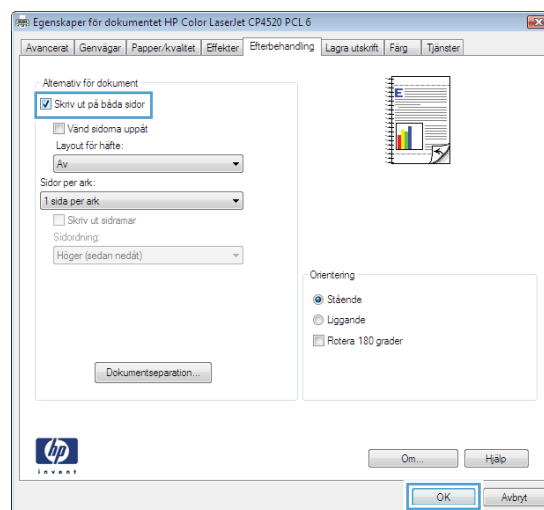 Egenskaper för dokumentet HP Color LaserJet CP4520 PCL 6
Avancerat Genvägar Papper/kvalitet Effekter Efterbehandling Lagra utskrift Färg Tjänster
Alternativ för dokument
Skriv ut på båda sidor
Vänd sidorna uppåt
Layout för häfte:
Av
Sidor per ark:
1 sida per ark
Skriv ut sidramar
Sidordning:
Höger (sedan nedåt)
Dokumentseparation...
E
Orientering
Stående
Liggande
Rotera 180 grader
hp
invent
Om... Hjälp
OK Avbryt